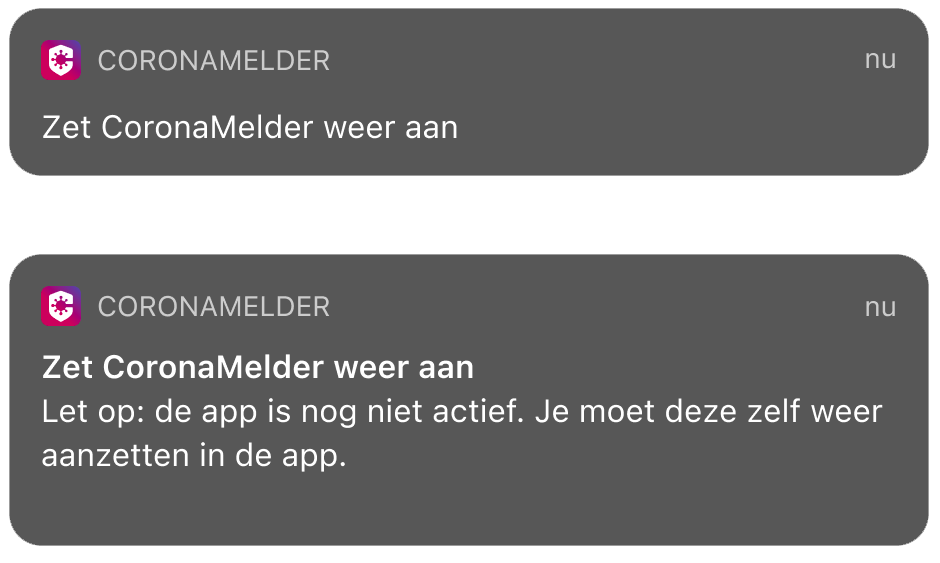 CORONAMELDER nu
Zet CoronaMelder weer aan
CORONAMELDER nu
Zet CoronaMelder weer aan
Let op: de app is nog niet actief. Je moet deze zelf weer
aanzetten in de app.